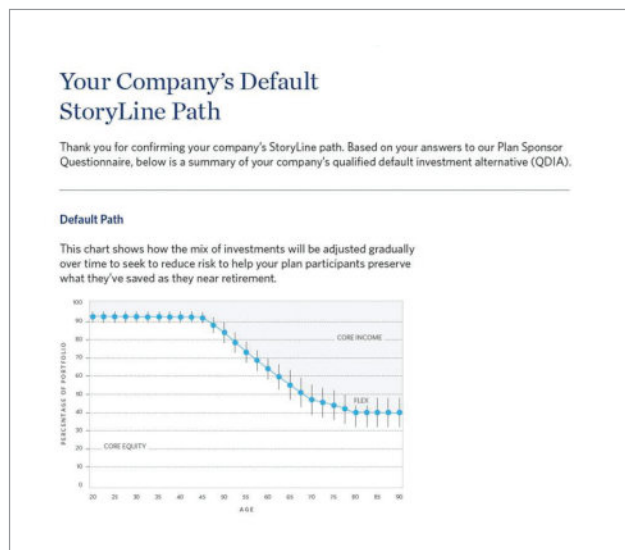 Your Company's Default
StoryLine Path
Thank you for confirming your company's StoryLine path. Based on your answers to our Plan Sponsor
Questionnaire, below is a summary of your company's qualified default investment alternative (QDIA).
Default Path
This chart shows how the mix of investments will be adjusted gradually
over time to seek to reduce risk to help your plan participants preserve
what they've saved as they near retirement.
PERCENTAGE OF PORTFOLIO
100
90
80
CORE INCOME
70
60
50
FLEX
40
30
20
CORE EQUITY
10
0
20 25 30 35 40 45 50 55 60 65 70 75 80 85 90
AGE